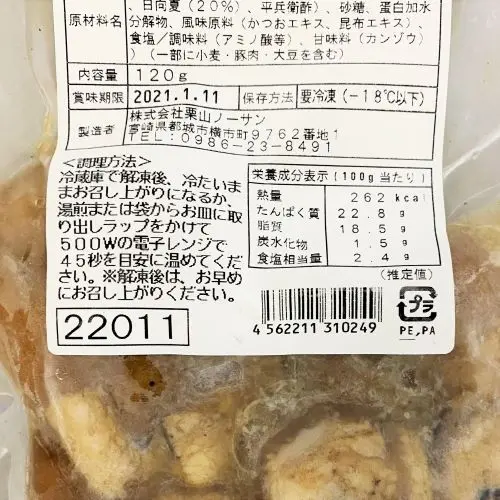 、日向夏(20%)、平兵衛酢)、砂糖、蛋白加水
原材料名 分解物、風味原料(かつおエキス、昆布エキス)、
食塩/調味料(アミノ酸等)、甘味料(カンゾウ)
(一部に小麦・豚肉・大豆を含む)
内容量 120g
賞味期限 2021.1.11 保存方法 要冷凍(-18℃以下)
製造者 株式会社栗山ノーサン
宮崎県都城市横市町9762番地1
TEL:0986-23-8491
<調理方法>
冷蔵庫で解凍後、冷たいいま
まお召し上がりになるか、
湯煎または袋からお皿に取
り出しラップをかけて
500Wの電子レンジで
45秒を目安に温めてくだ
さい。※解凍後は、お早め
にお召し上がりください。
栄養成分表示(100g当たり)
熱量 262kcal
たんぱく質 22.8g
脂質 18.5g
炭水化物 1.5g
食塩相当量 2.4g
(推定値)
22011
4562211310249
プラ
PE,PA